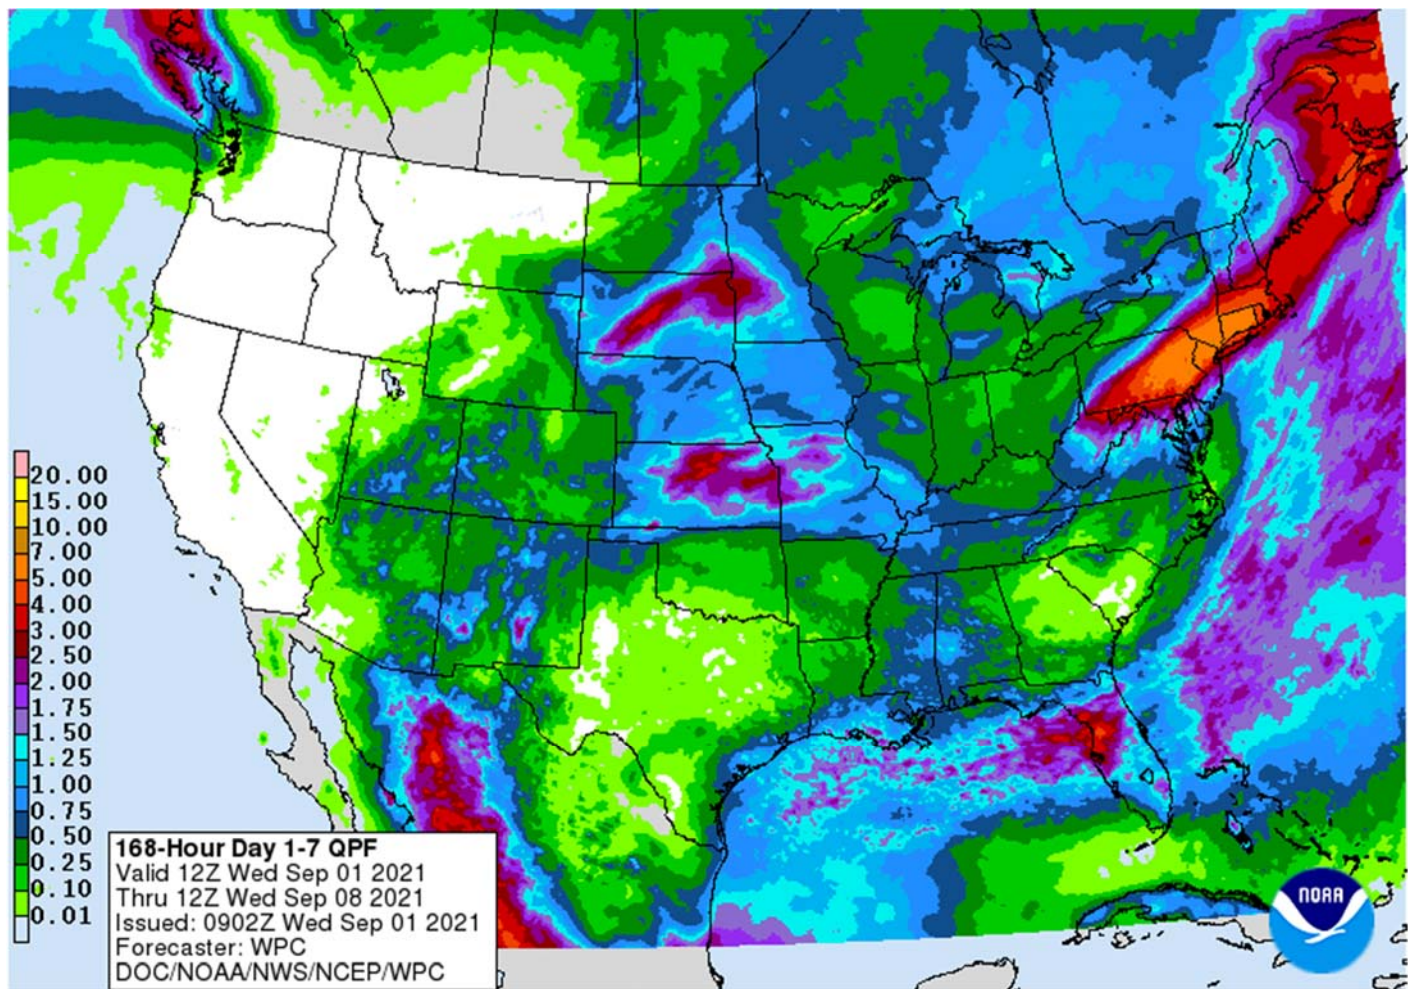 20.00
15.00
10.00
7.00
5.00
4.00
3.00
2.50
2.00
1.75
1.50
1.25
1.00
0.75
0.50
0.25
0.10
0.01
168-Hour Day 1-7 QPF
Valid 12Z Wed Sep 01 2021
Thru 12Z Wed Sep 08 2021
Issued: 0902Z Wed Sep 01 2021
Forecaster: WPC
DOC/NOAA/NWS/NCEP/WPC
NOAA